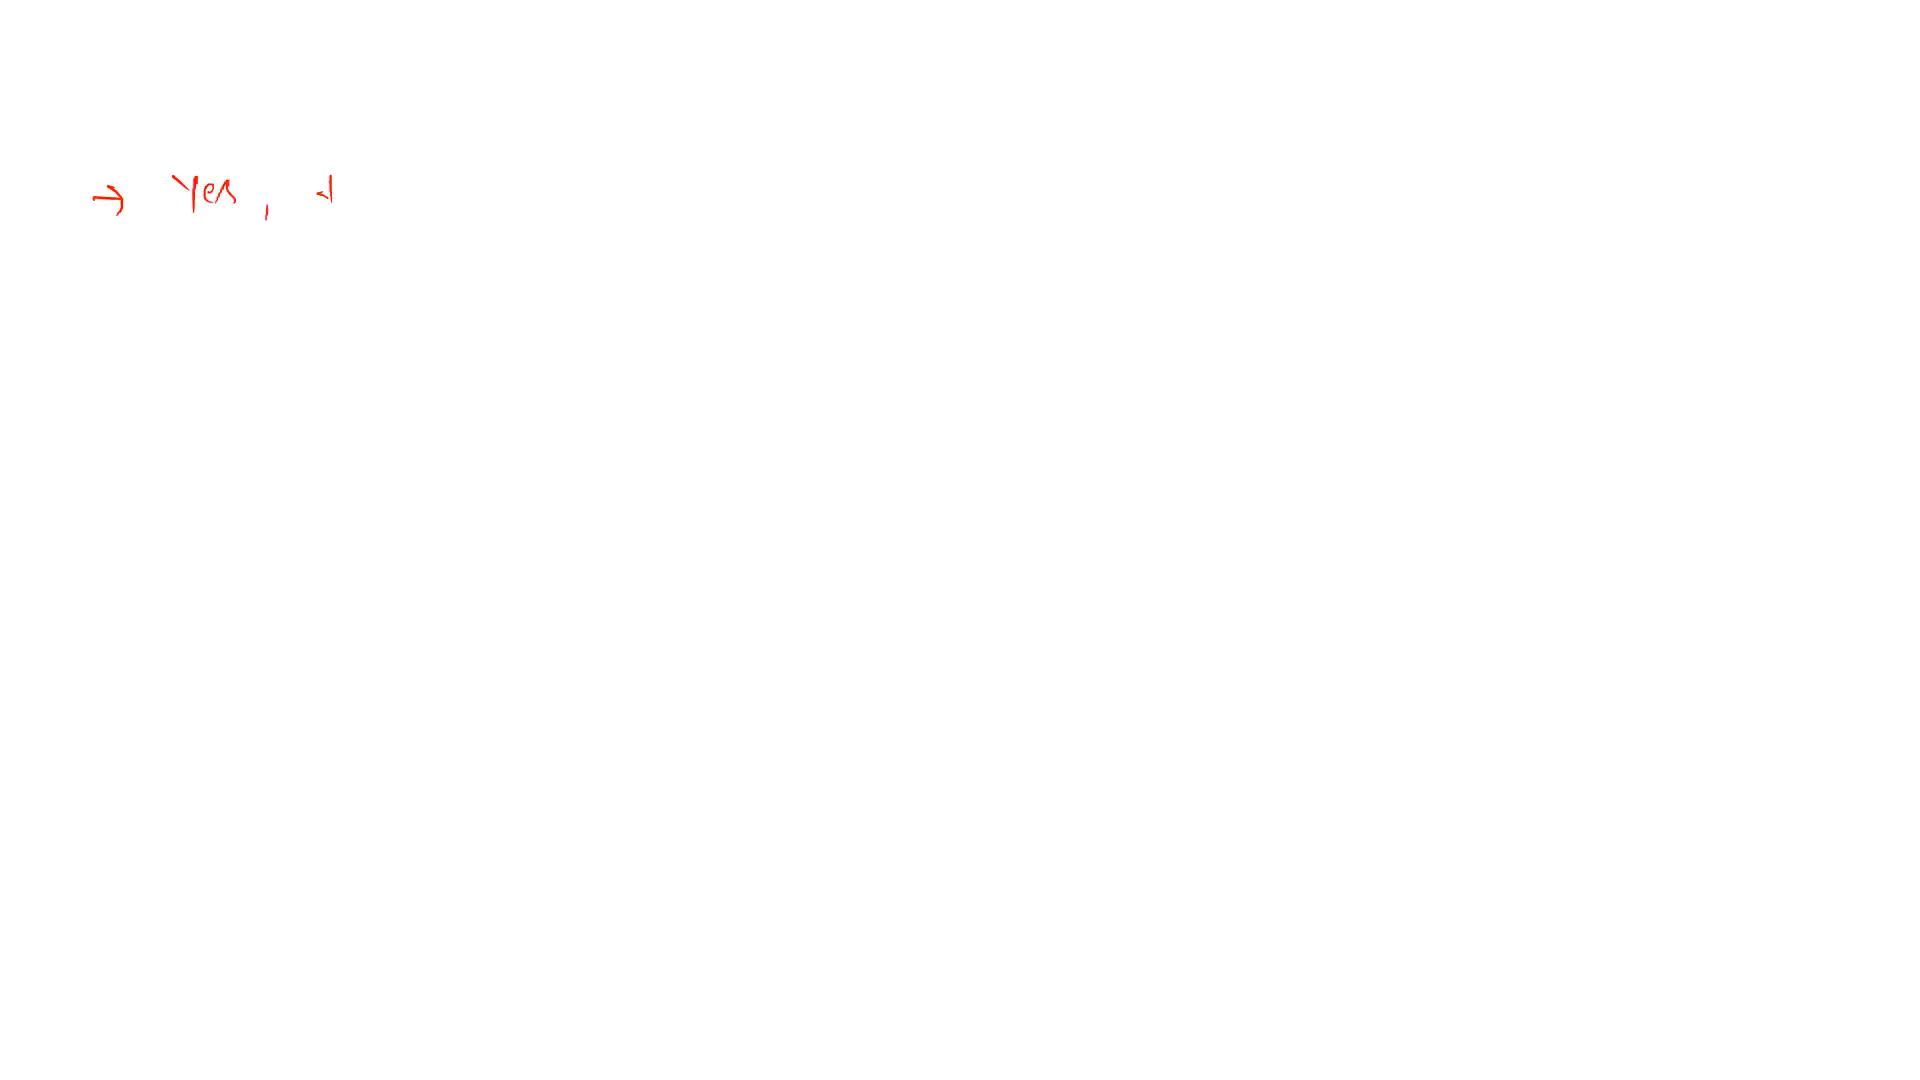 → Yes,